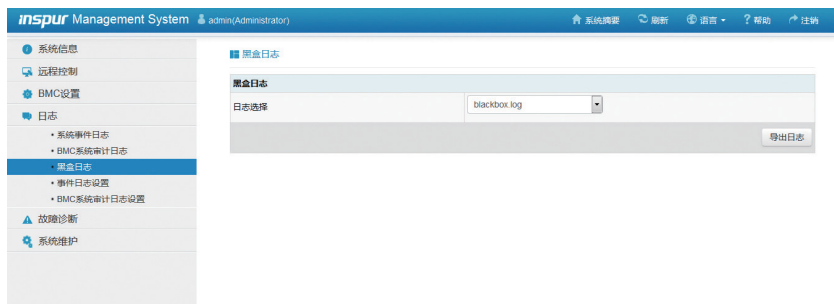 inspur Management System admin(Administrator) 系统摘要 刷新 语言 ? 帮助 注销
系统信息
远程控制
BMC设置
日志
• 系统事件日志
• BMC系统审计日志
• 黑盒日志
• 事件日志设置
• BMC系统审计日志设置
故障诊断
系统维护
黑盒日志
黑盒日志
日志选择 blackbox.log
导出日志